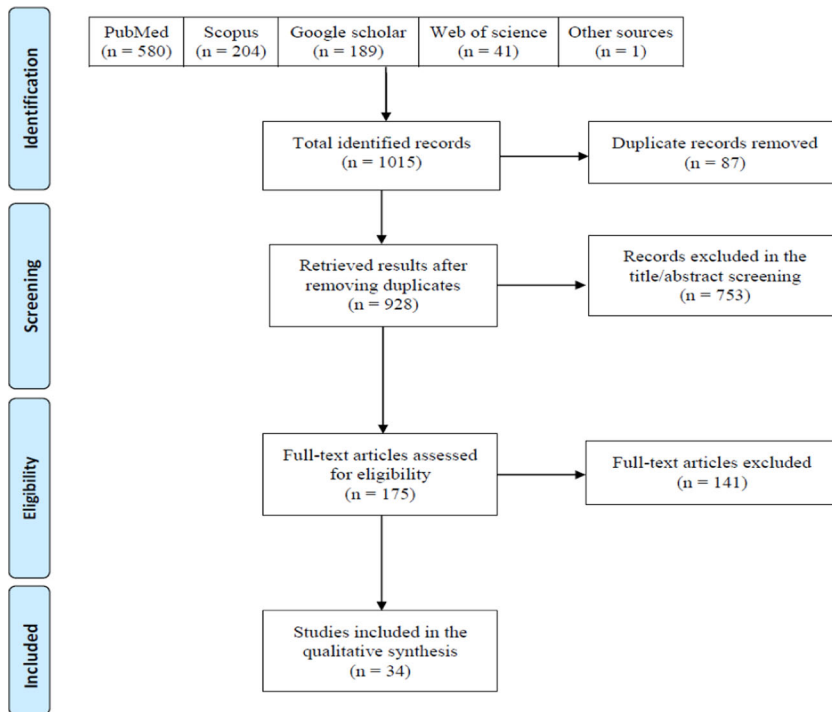 PubMed
(n = 580)
Scopus
(n = 204)
Google scholar
(n = 189)
Web of science
(n = 41)
Other sources
(n = 1)
Identification
Total identified records
(n = 1015)
Duplicate records removed
(n = 87)
Screening
Retrieved results after
removing duplicates
(n = 928)
Records excluded in the
title/abstract screening
(n = 753)
Eligibility
Full-text articles assessed
for eligibility
(n = 175)
Full-text articles excluded
(n = 141)
Included
Studies included in the
qualitative synthesis
(n = 34)